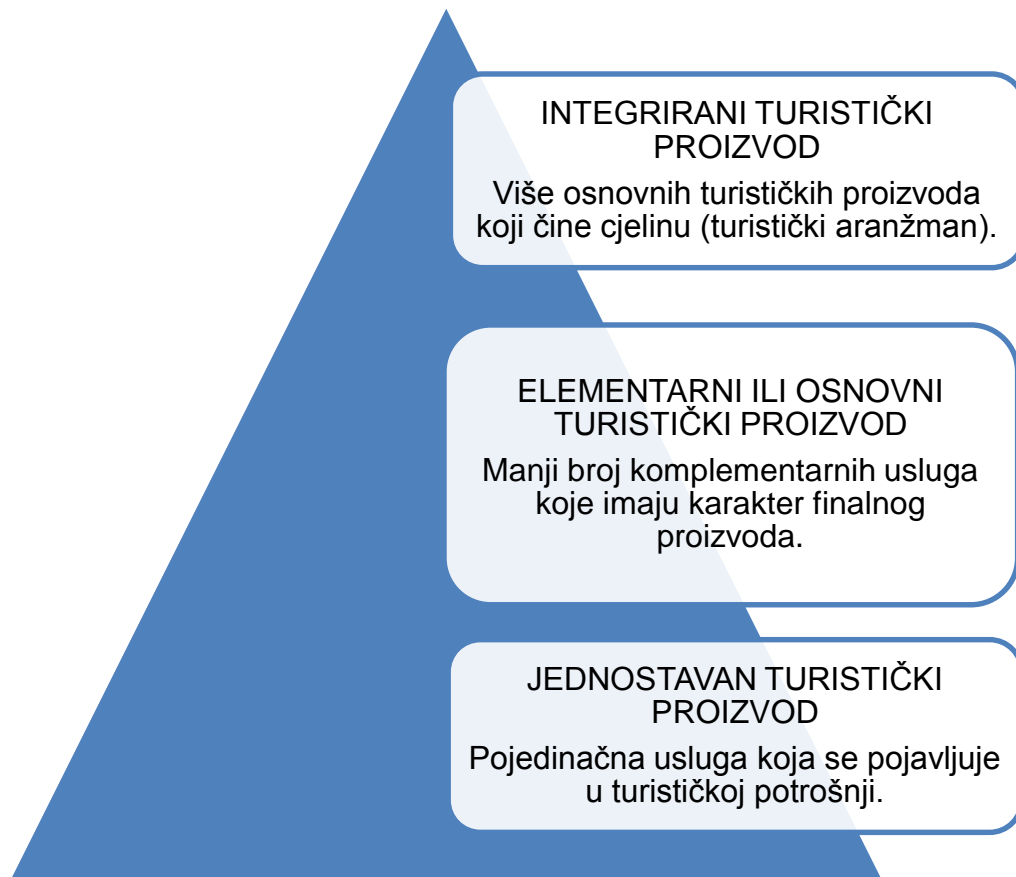 INTEGRIRANI TURISTIČKI
PROIZVOD
Više osnovnih turističkih proizvoda
koji čine cjelinu (turistički aranžman).
ELEMENTARNI ILI OSNOVNI
TURISTIČKI PROIZVOD
Manji broj komplementarnih usluga
koje imaju karakter finalnog
proizvoda.
JEDNOSTAVAN TURISTIČKI
PROIZVOD
Pojedinačna usluga koja se pojavljuje
u turističkoj potrošnji.